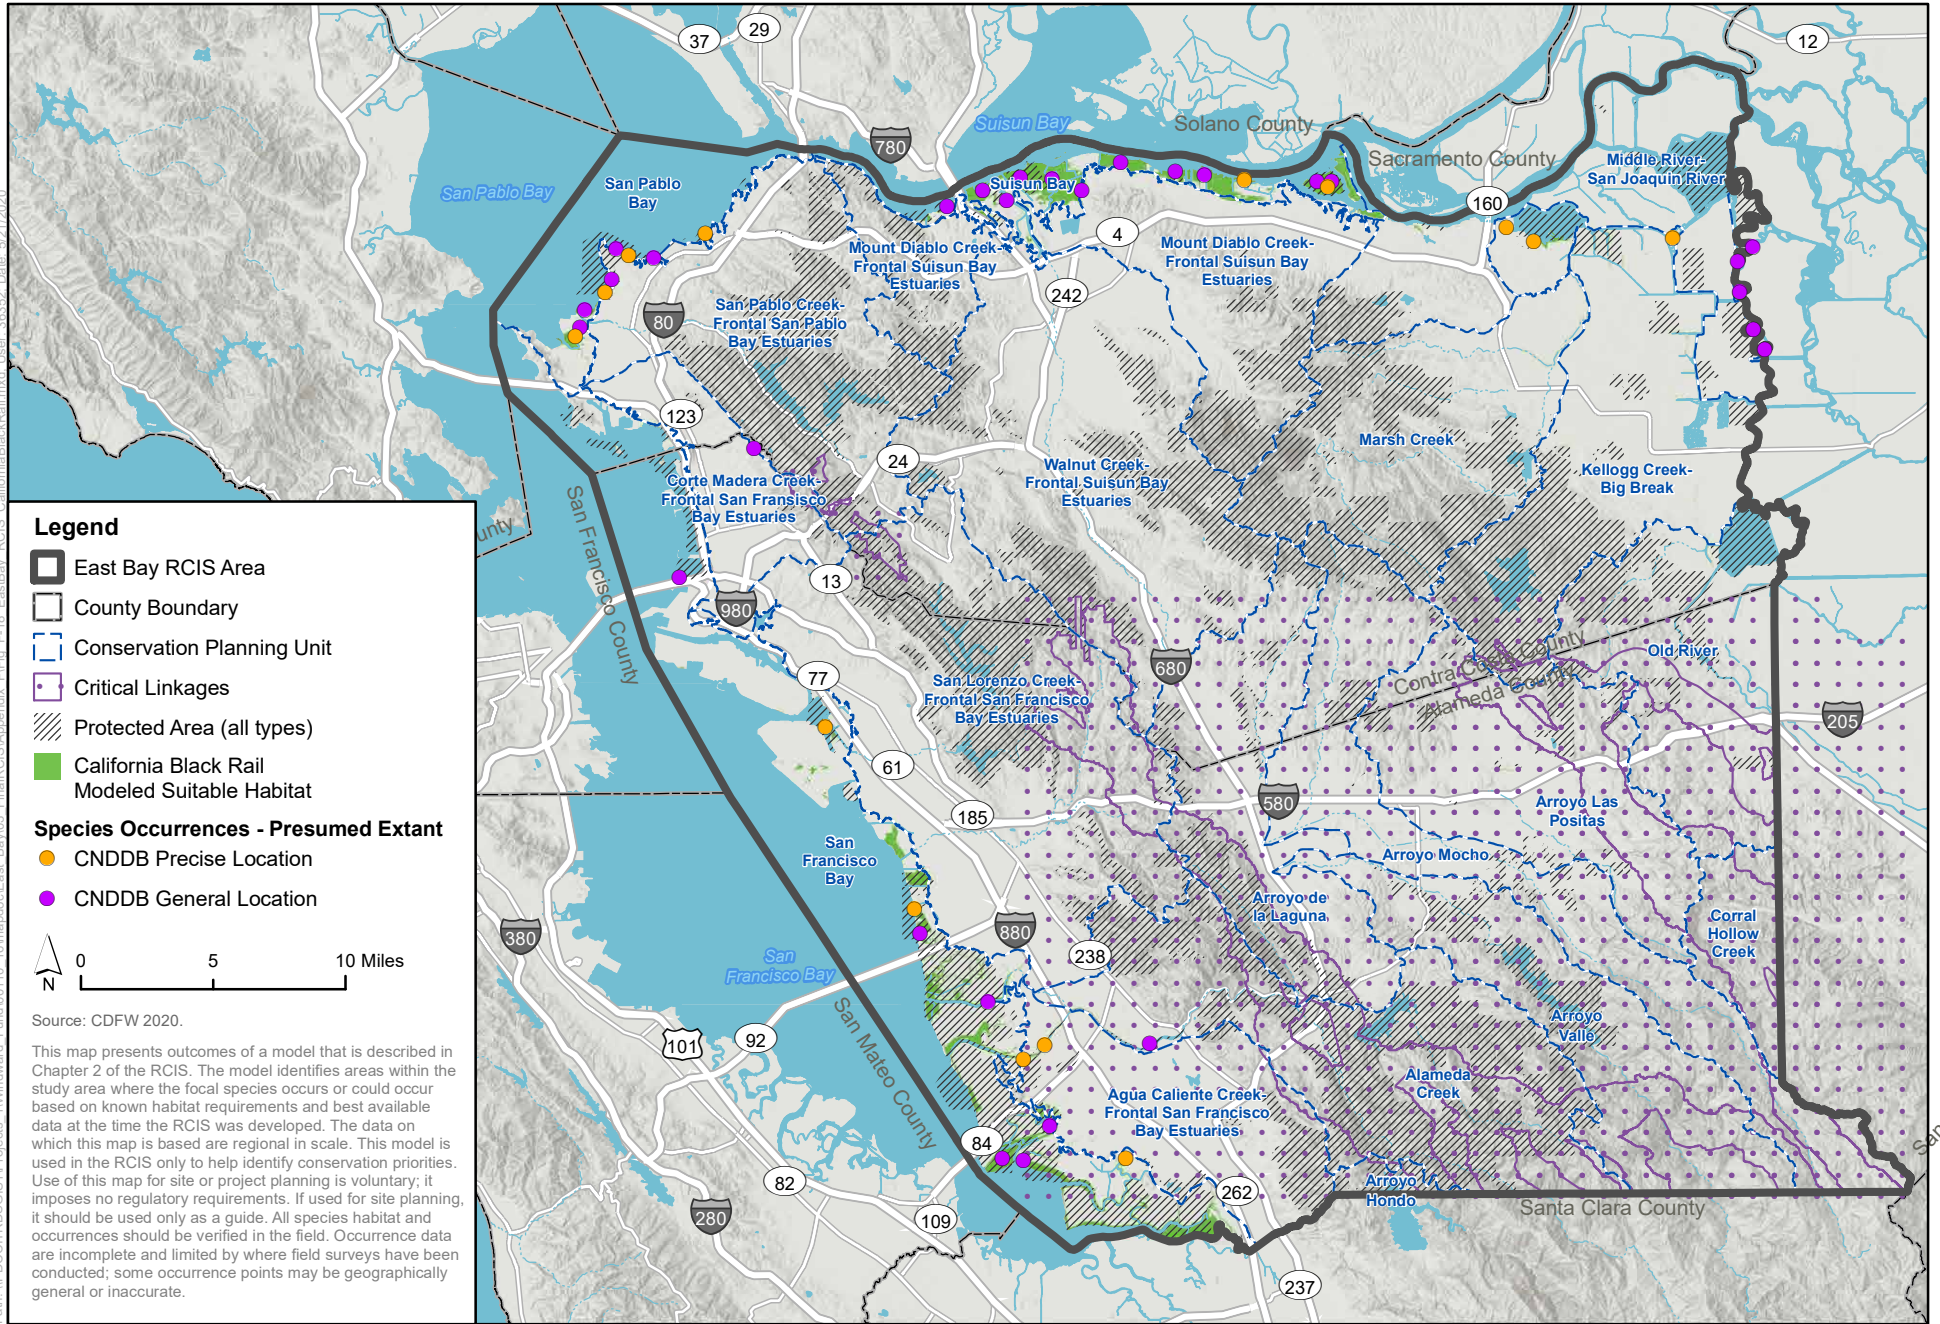 37
29
12
780
Suisun Bay
Solano County
Sacramento County
Middle River-
San Joaquin River
San Pablo Bay
San Pablo
Bay
Suisun Bay
160
4
Mount Diablo Creek-
Frontal Suisun Bay
Estuaries
Mount Diablo Creek-
Frontal Suisun Bay
Estuaries
242
San Pablo Creek-
Frontal San Pablo
Bay Estuaries
80
123
24
Marsh Creek
Walnut Creek-
Frontal Suisun Bay
Estuaries
Kellogg Creek-
Big Break
Corte Madera Creek-
Frontal San Fransisco
Bay Estuaries
San Francisco County
unty
13
980
680
Contra Costa County
Alameda County
Old River
77
San Lorenzo Creek-
Frontal San Francisco
Bay Estuaries
205
61
185
580
Arroyo Las
Positas
San
Francisco
Bay
Arroyo Mocho
Arroyo de
la Laguna
Corral
Hollow
Creek
380
880
238
San
Francisco Bay
San Mateo County
Arroyo
Valle
101
92
Alameda
Creek
Agua Caliente Creek-
Frontal San Francisco
Bay Estuaries
84
82
280
109
262
Arroyo
Hondo
Santa Clara County
San
237
Legend
East Bay RCIS Area
County Boundary
Conservation Planning Unit
Critical Linkages
Protected Area (all types)
California Black Rail
Modeled Suitable Habitat
Species Occurrences - Presumed Extant
CNDDB Precise Location
CNDDB General Location
N
0 5 10 Miles
Source: CDFW 2020.
This map presents outcomes of a model that is described in
Chapter 2 of the RCIS. The model identifies areas within the
study area where the focal species occurs or could occur
based on known habitat requirements and best available
data at the time the RCIS was developed. The data on
which this map is based are regional in scale. This model is
used in the RCIS only to help identify conservation priorities.
Use of this map for site or project planning is voluntary; it
imposes no regulatory requirements. If used for site planning,
it should be used only as a guide. All species habitat and
occurrences should be verified in the field. Occurrence data
are incomplete and limited by where field surveys have been
conducted; some occurrence points may be geographically
general or inaccurate.